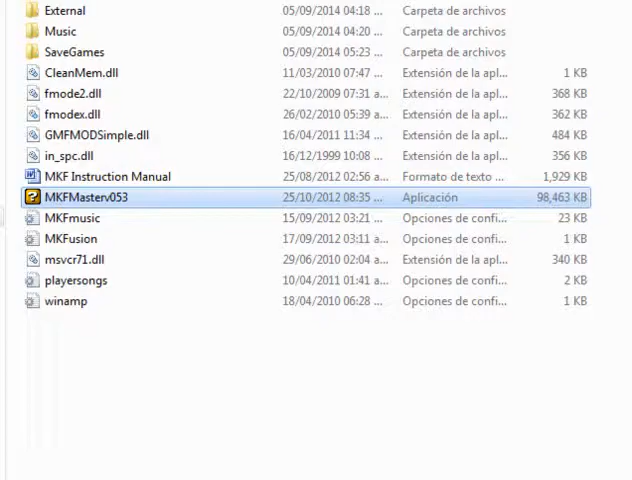 External 05/09/2014 04:18 ... Carpeta de archivos
Music 05/09/2014 04:20 ... Carpeta de archivos
SaveGames 05/09/2014 05:23 ... Carpeta de archivos
CleanMem.dll 11/03/2010 07:47 ... Extensión de la apl... 1 KB
fmode2.dll 22/10/2009 07:31 a... Extensión de la apl... 368 KB
fmodex.dll 26/02/2010 05:39 ... Extensión de la apl... 362 KB
GMFMODSimple.dll 16/04/2011 11:34 ... Extensión de la apl... 484 KB
in_spc.dll 16/12/1999 10:08 ... Extensión de la apl... 356 KB
MKF Instruction Manual 25/08/2012 02:56 a... Formato de texto ... 1,929 KB
MKFMasterv053 25/10/2012 08:35 ... Aplicación 98,463 KB
MKFmusic 15/09/2012 03:21 ... Opciones de confi... 23 KB
MKFusion 17/09/2012 03:11 a... Opciones de confi... 1 KB
msvcr71.dll 29/06/2010 02:04 a... Extensión de la apl... 340 KB
playersongs 10/04/2011 01:41 a... Opciones de confi... 2 KB
winamp 18/04/2010 06:28 ... Opciones de confi... 1 KB